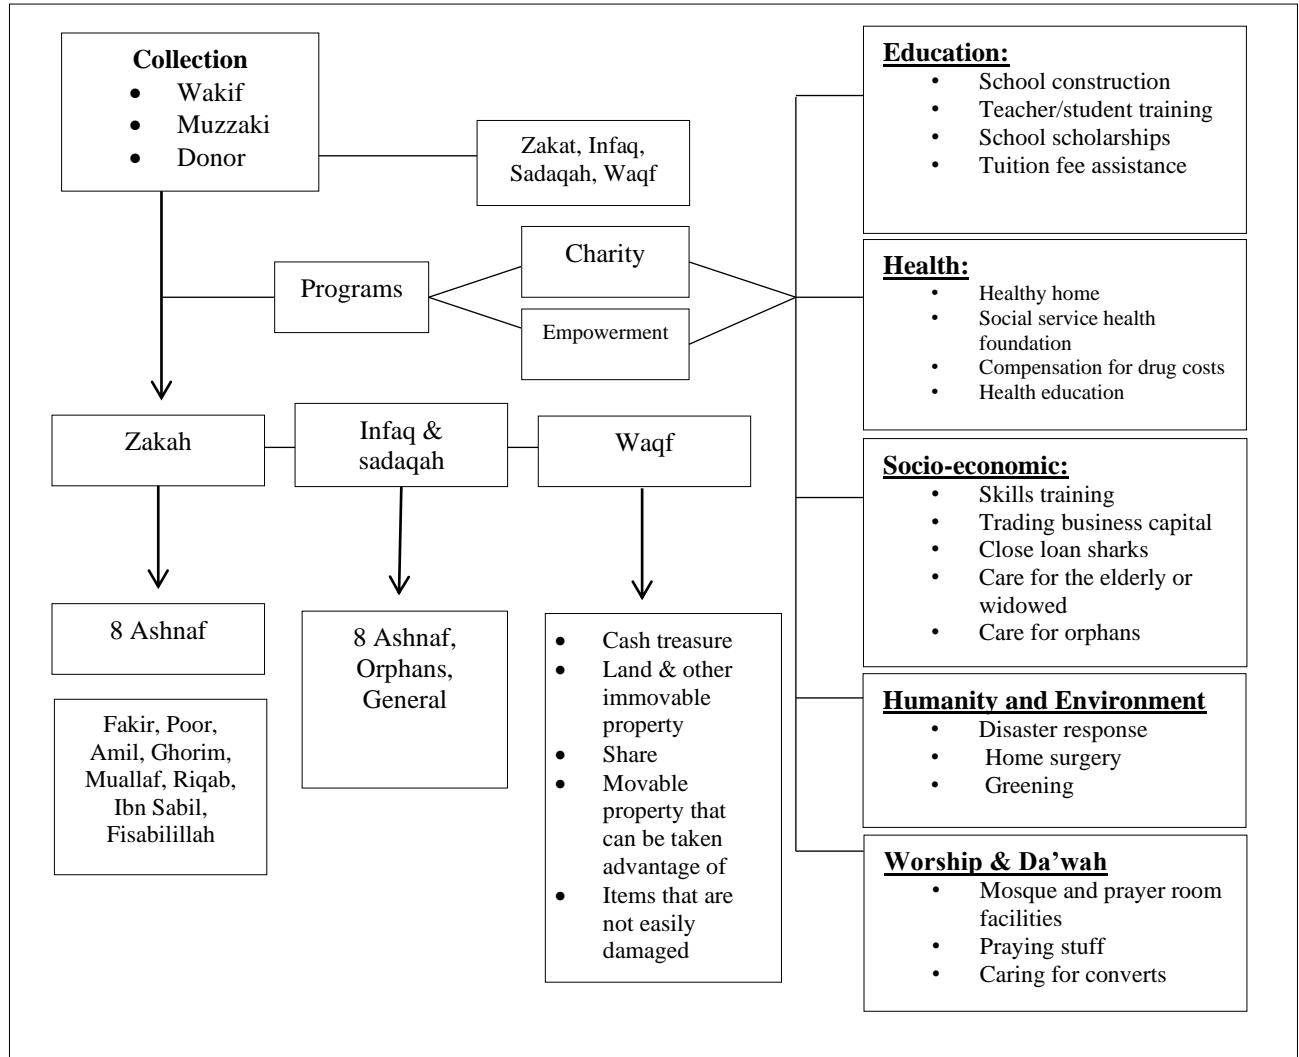 Collection
• Wakif
• Muzzaki
• Donor
Zakat, Infaq,
Sadaqah, Waqf
Programs
Charity
Empowerment
Zakah
Infaq &
sadaqah
Waqf
8 Ashnaf
Fakir, Poor,
Amil, Ghorim,
Muallaf, Riqab,
Ibn Sabil,
Fisabilillah
8 Ashnaf,
Orphans,
General
• Cash treasure
• Land & other
immovable
property
• Share
• Movable
property that
can be taken
advantage of
• Items that are
not easily
damaged
Education:
• School construction
• Teacher/student training
• School scholarships
• Tuition fee assistance
Health:
• Healthy home
• Social service health
foundation
• Compensation for drug costs
• Health education
Socio-economic:
• Skills training
• Trading business capital
• Close loan sharks
• Care for the elderly or
widowed
• Care for orphans
Humanity and Environment
• Disaster response
• Home surgery
• Greening
Worship & Da’wah
• Mosque and prayer room
facilities
• Praying stuff
• Caring for converts